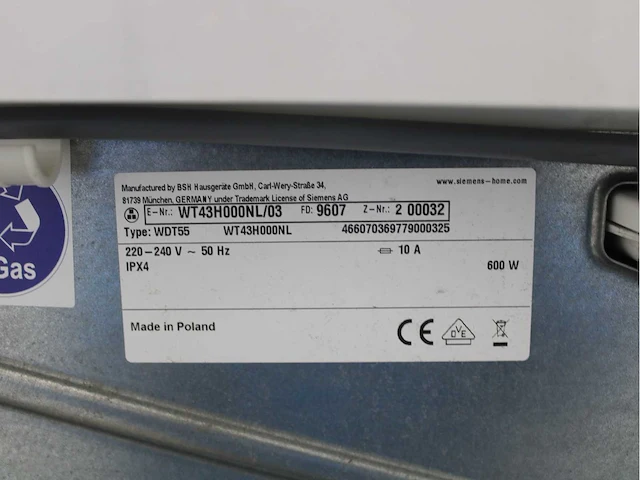 Manufactured by BSH Hausgeräte GmbH, Carl-Wery-Straße 34,
81739 München, GERMANY under Trademark License of Siemens AG
www.siemens-home.com
E-Nr.: WT43H000NL/03 FD: 9607 Z-Nr.: 2 00032
Type: WDT55 WT43H000NL 466070369779000325
220-240 V ~ 50 Hz 10 A
IPX4 600 W
Made in Poland
CE DVE
Gas